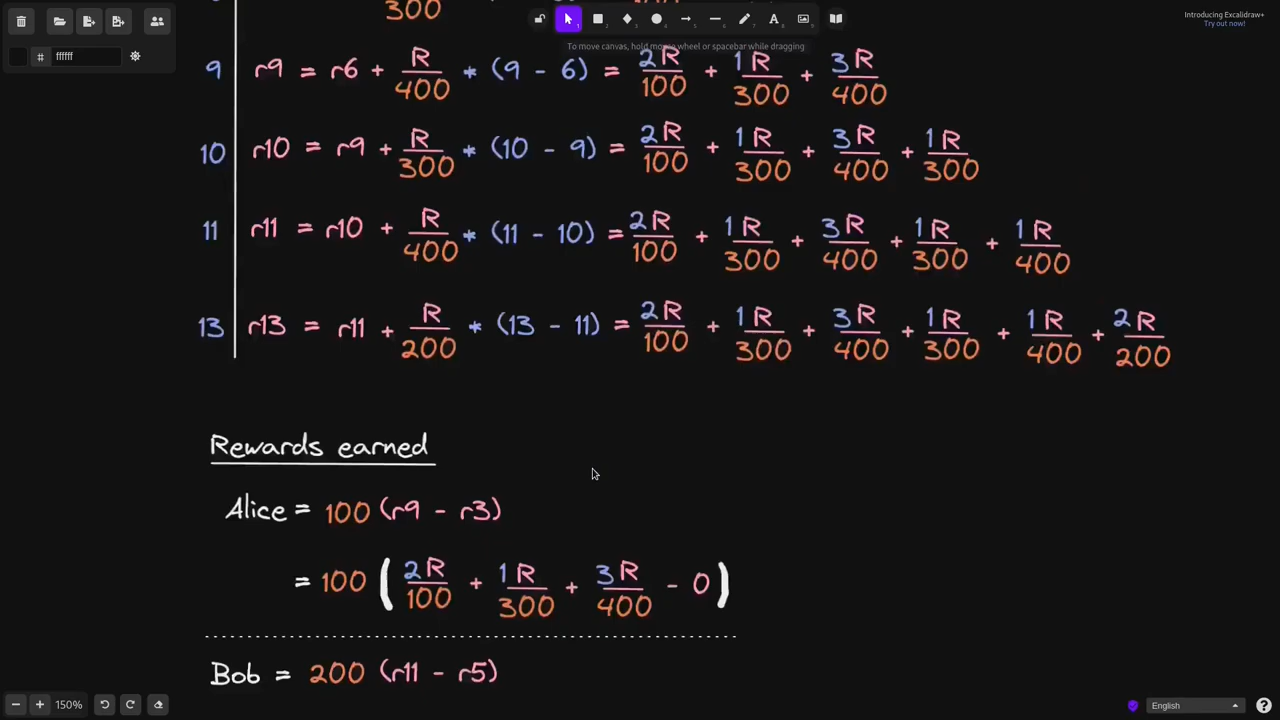 Introducing Excalidraw+
Try out now!
# ffffff
To move canvas, hold mouse wheel or spacebar while dragging
300
9 r9 = r6 + R/400 * (9 - 6) = 2R/100 + 1R/300 + 3R/400
10 r10 = r9 + R/300 * (10 - 9) = 2R/100 + 1R/300 + 3R/400 + 1R/300
11 r11 = r10 + R/400 * (11 - 10) = 2R/100 + 1R/300 + 3R/400 + 1R/300 + 1R/400
13 r13 = r11 + R/200 * (13 - 11) = 2R/100 + 1R/300 + 3R/400 + 1R/300 + 1R/400 + 2R/200
Rewards earned
Alice = 100 (r9 - r3)
= 100 ( 2R/100 + 1R/300 + 3R/400 - 0 )
Bob = 200 (r11 - r5)
150%
English